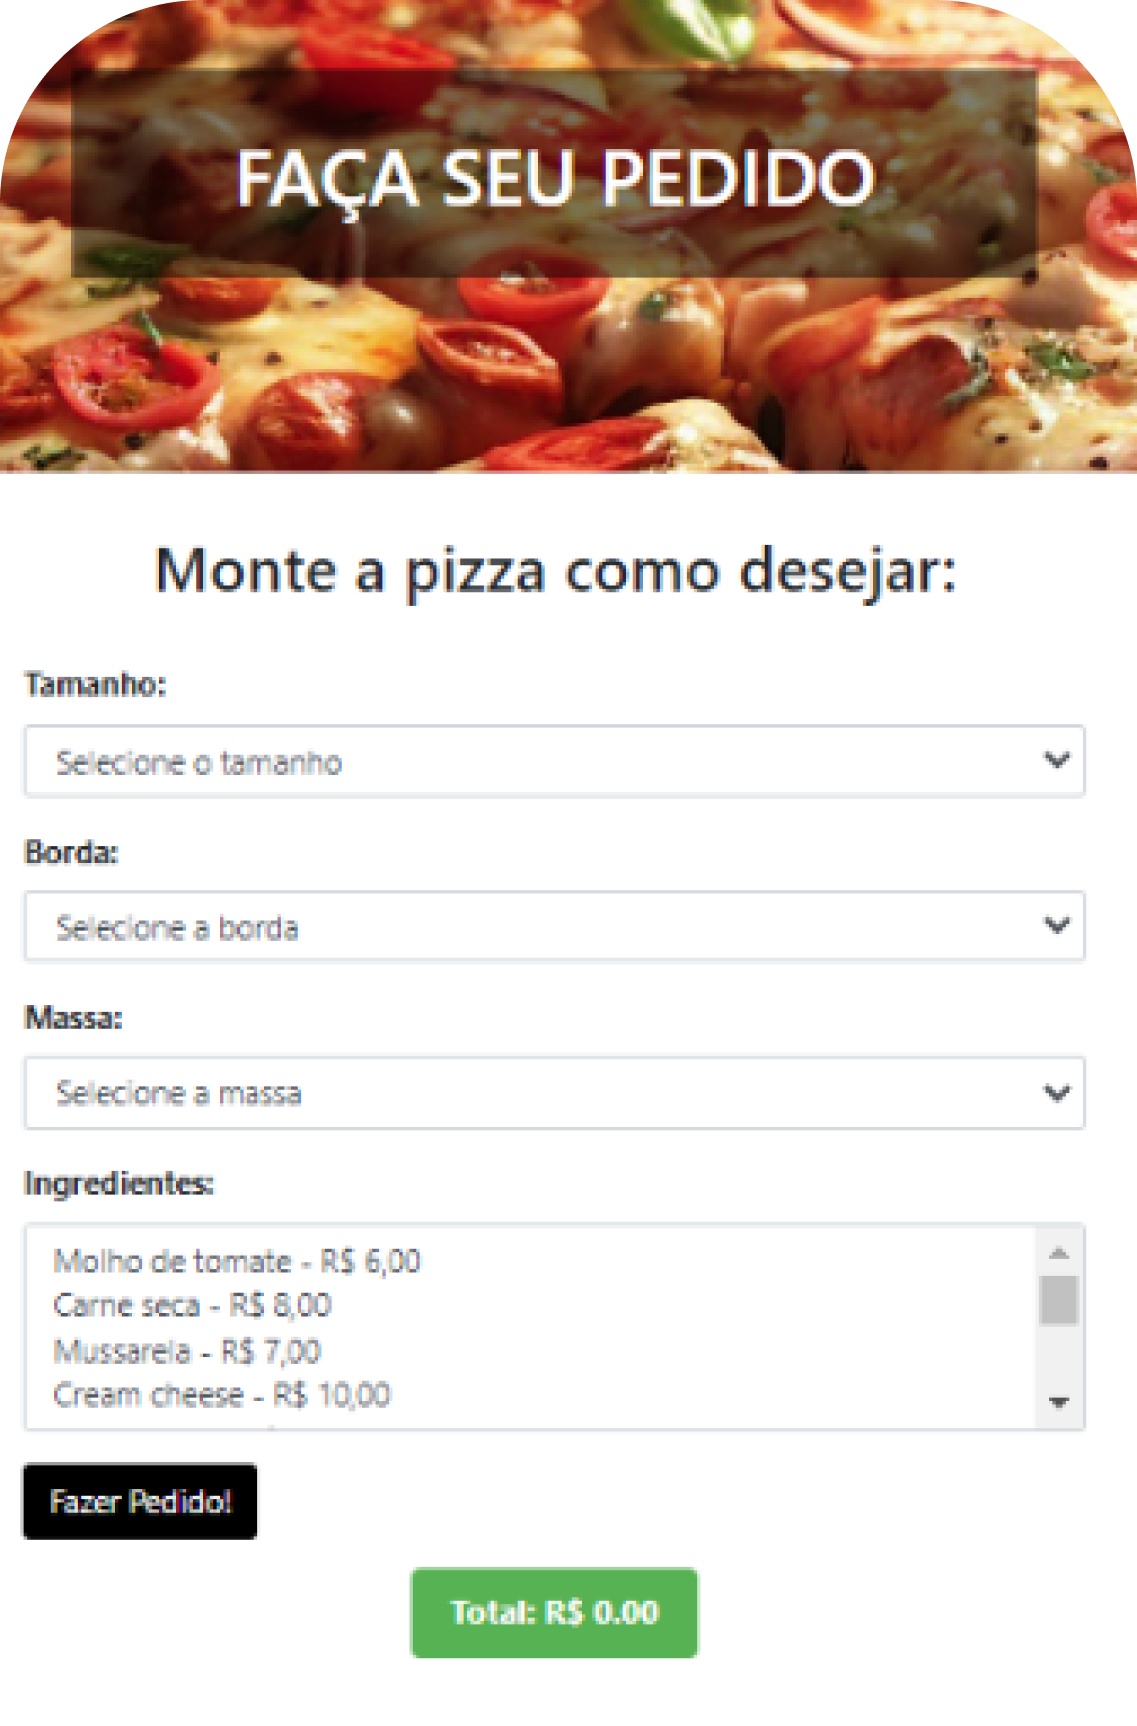 FAÇA SEU PEDIDO
Monte a pizza como desejar:
Tamanho:
Selecione o tamanho
Borda:
Selecione a borda
Massa:
Selecione a massa
Ingredientes:
Molho de tomate - R$ 6,00
Carne seca - R$ 8,00
Mussarela - R$ 7,00
Cream cheese - R$ 10,00
Fazer Pedido!
Total: R$ 0.00